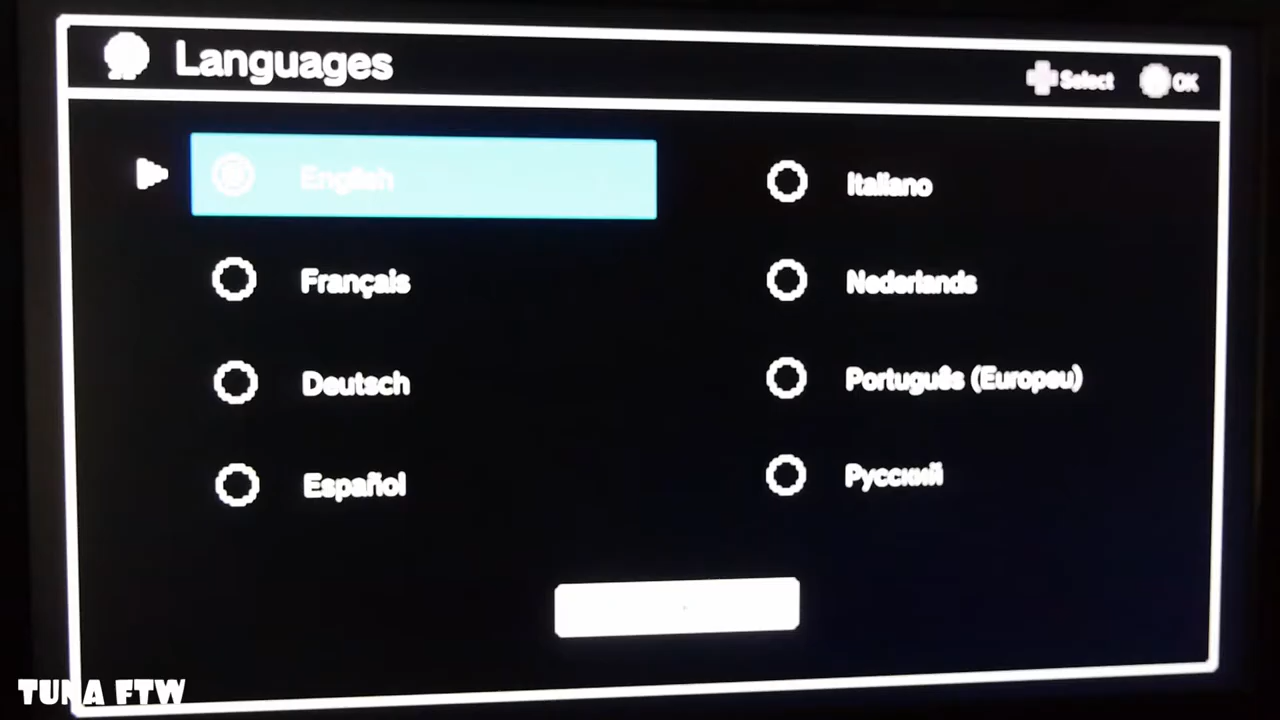 Languages
Select OK
English
Français
Deutsch
Español
Italiano
Nederlands
Português (Europeu)
Русский
TUNA FTW